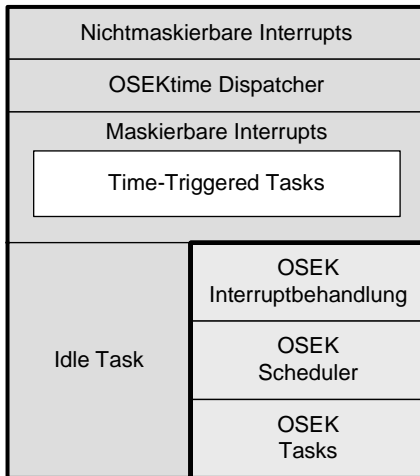 Nichtmaskierbare Interrupts
OSEKtime Dispatcher
Maskierbare Interrupts
Time-Triggered Tasks
Idle Task
OSEK
Interruptbehandlung
OSEK
Scheduler
OSEK
Tasks